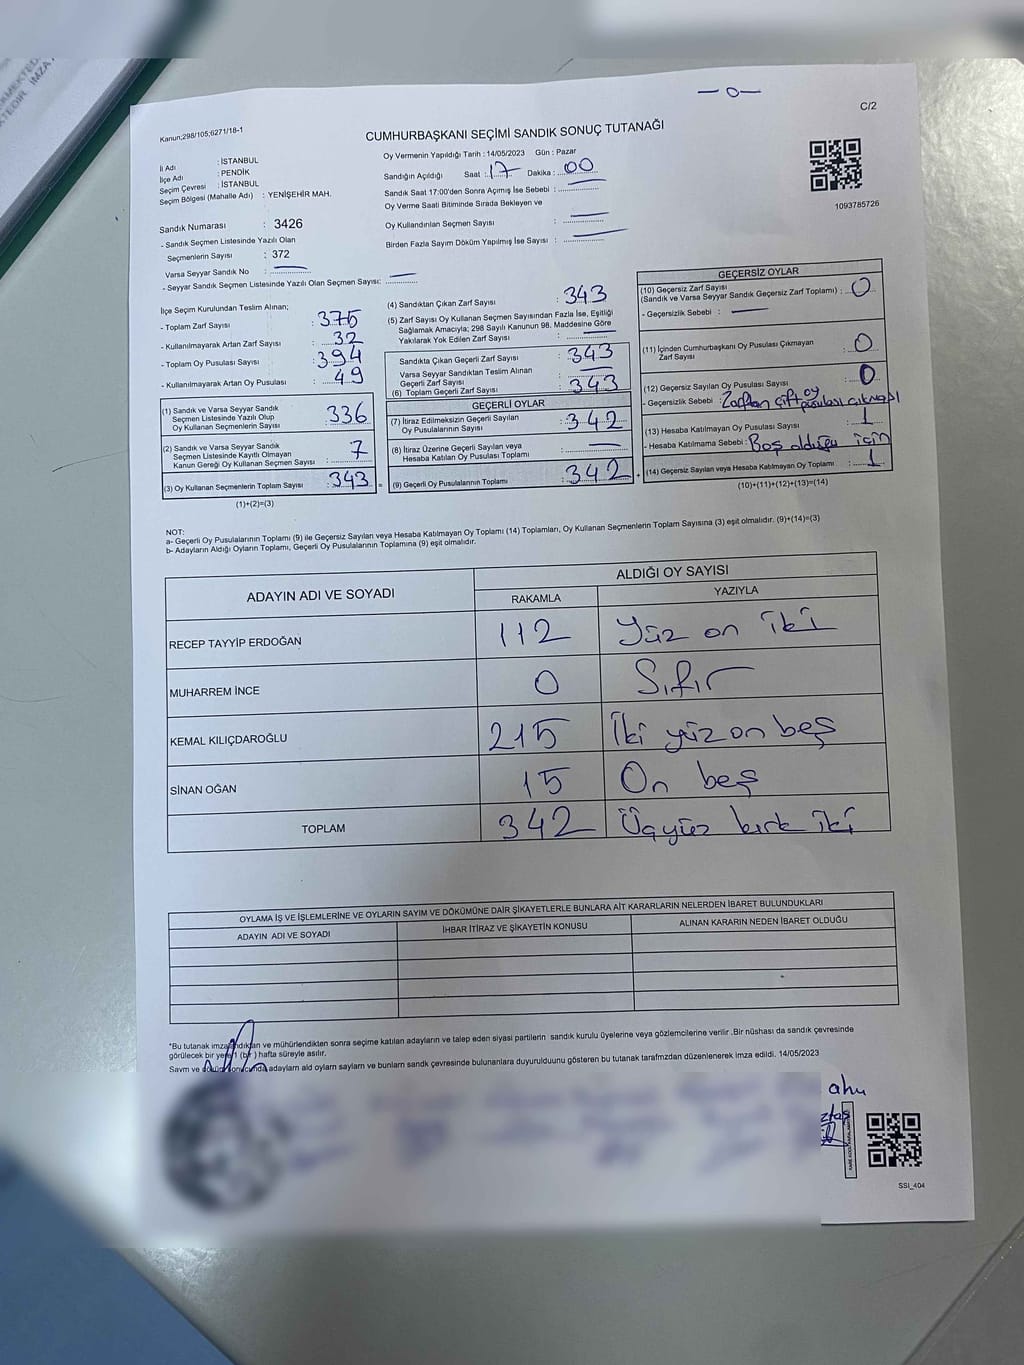 —0—
C/2
Kanun:298/105;6271/18-1
CUMHURBAŞKANI SEÇİMİ SANDIK SONUÇ TUTANAĞI
İl Adı : İSTANBUL
İlçe Adı : PENDİK
Seçim Çevresi : İSTANBUL
Seçim Bölgesi (Mahalle Adı) : YENİŞEHİR MAH.
Oy Vermenin Yapıldığı Tarih : 14/05/2023 Gün : Pazar
Sandığın Açıldığı Saat : 17 Dakika : 00
Sandık Saat 17:00'den Sonra Açımış İse Sebebi : —
Oy Verme Saati Bitiminde Sırada Bekleyen ve
Oy Kullandırılan Seçmen Sayısı : —
Birden Fazla Sayım Döküm Yapılmış İse Sayısı : —
1093785726
Sandık Numarası : 3426
- Sandık Seçmen Listesinde Yazılı Olan
Seçmenlerin Sayısı : 372
Varsa Seyyar Sandık No : —
- Seyyar Sandık Seçmen Listesinde Yazılı Olan Seçmen Sayısı: —
İlçe Seçim Kurulundan Teslim Alınan;
- Toplam Zarf Sayısı : 375
- Kullanılmayarak Artan Zarf Sayısı : 32
- Toplam Oy Pusulası Sayısı : 394
- Kullanılmayarak Artan Oy Pusulası : 49
(1) Sandık ve Varsa Seyyar Sandık
Seçmen Listesinde Yazılı Olup
Oy Kullanan Seçmenlerin Sayısı : 336
(2) Sandık ve Varsa Seyyar Sandık
Seçmen Listesinde Kayıtlı Olmayan
Kanun Gereği Oy Kullanan Seçmen Sayısı : 7
(3) Oy Kullanan Seçmenlerin Toplam Sayısı : 343 =
(1)+(2)=(3)
(4) Sandıktan Çıkan Zarf Sayısı : 343
(5) Zarf Sayısı Oy Kullanan Seçmen Sayısından Fazla İse, Eşitliği
Sağlamak Amacıyla; 298 Sayılı Kanunun 98. Maddesine Göre
Yakılarak Yok Edilen Zarf Sayısı : —
Sandıkta Çıkan Geçerli Zarf Sayısı : 343
Varsa Seyyar Sandıktan Teslim Alınan
Geçerli Zarf Sayısı : —
(6) Toplam Geçerli Zarf Sayısı : 343
GEÇERLİ OYLAR
(7) İtiraz Edilmeksizin Geçerli Sayılan
Oy Pusulalarının Sayısı : 342
(8) İtiraz Üzerine Geçerli Sayılan veya
Hesaba Katılan Oy Pusulası Toplamı : —
(9) Geçerli Oy Pusulalarının Toplamı : 342 +
GEÇERSİZ OYLAR
(10) Geçersiz Zarf Sayısı
(Sandık ve Varsa Seyyar Sandık Geçersiz Zarf Toplamı) : 0
- Geçersizlik Sebebi : —
(11) İçinden Cumhurbaşkanı Oy Pusulası Çıkmayan
Zarf Sayısı : 0
(12) Geçersiz Sayılan Oy Pusulası Sayısı : 0
- Geçersizlik Sebebi : Zarftan çift oy pusulası çıkması
(13) Hesaba Katılmayan Oy Pusulası Sayısı : 1
- Hesaba Katılmama Sebebi : Boş olduğu için
(14) Geçersiz Sayılan veya Hesaba Katılmayan Oy Toplamı : 1
(10)+(11)+(12)+(13)=(14)
NOT:
a- Geçerli Oy Pusulalarının Toplamı (9) ile Geçersiz Sayılan veya Hesaba Katılmayan Oy Toplamı (14) Toplamları, Oy Kullanan Seçmenlerin Toplam Sayısına (3) eşit olmalıdır. (9)+(14)=(3)
b- Adayların Aldığı Oyların Toplamı, Geçerli Oy Pusulalarının Toplamına (9) eşit olmalıdır.
ADAYIN ADI VE SOYADI ALDIĞI OY SAYISI
RAKAMLA YAZIYLA
RECEP TAYYİP ERDOĞAN 112 Yüz on iki
MUHARREM İNCE 0 Sıfır
KEMAL KILIÇDAROĞLU 215 İki yüz on beş
SİNAN OĞAN 15 On beş
TOPLAM 342 Üçyüz kırk iki
OYLAMA İŞ VE İŞLEMLERİNE VE OYLARIN SAYIM VE DÖKÜMÜNE DAİR ŞİKAYETLERLE BUNLARA AİT KARARLARIN NELERDEN İBARET BULUNDUKLARI
ADAYIN ADI VE SOYADI İHBAR İTİRAZ VE ŞİKAYETİN KONUSU ALINAN KARARIN NEDEN İBARET OLDUĞU
*Bu tutanak imzalandıktan ve mühürlendikten sonra seçime katılan adayların ve talep eden siyasi partilerin sandık kurulu üyelerine veya gözlemcilerine verilir .Bir nüshası da sandık çevresinde
görülecek bir yere 1 (bir) hafta süreyle asılır.
Sayım ve döküm sonucunda adayların aldı oyların sayılarını ve bunların sandık çevresinde bulunanlara duyurulduunu gösteren bu tutanak tarafımızdan düzenlenerek imza edildi. 14/05/2023
ahu
ztaş
SSI_404